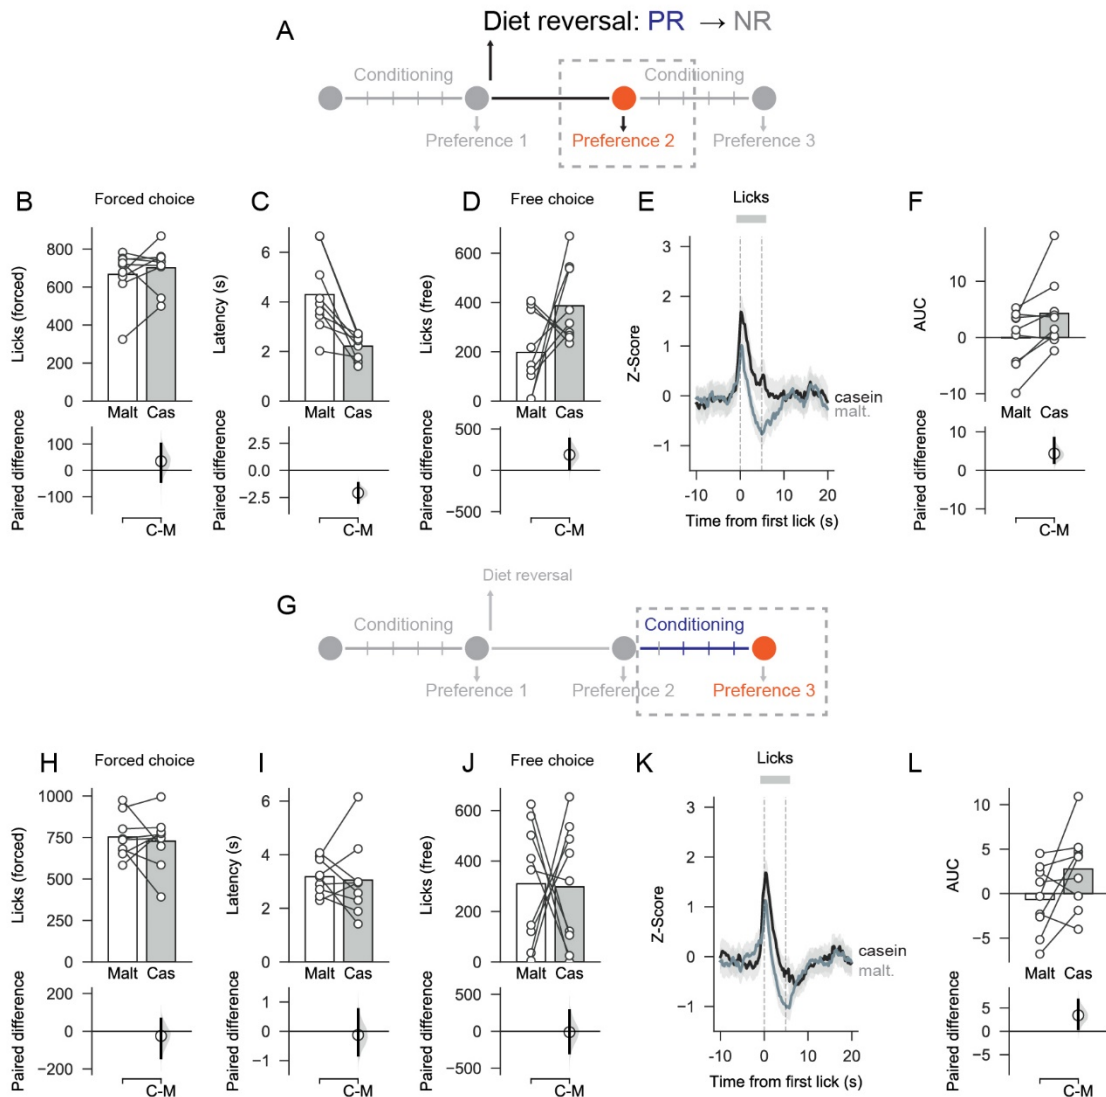 A
Diet reversal: PR → NR
Conditioning
Conditioning
Preference 1
Preference 2
Preference 3
B
Forced choice
Licks (forced)
800
600
400
200
0
Malt
Cas
Paired difference
100
0
−100
C-M
C
Latency (s)
6
4
2
0
Paired difference
2.5
0.0
−2.5
C-M
D
Free choice
Licks (free)
600
400
200
0
Malt
Cas
Paired difference
500
0
−500
C-M
E
Licks
Z-Score
3
2
1
0
−1
casein
malt.
-10
0
10
20
Time from first lick (s)
F
AUC
10
0
−10
Malt
Cas
Paired difference
10
0
−10
C-M
G
Diet reversal
Conditioning
Conditioning
Preference 1
Preference 2
Preference 3
H
Forced choice
Licks (forced)
1000
750
500
250
0
Malt
Cas
Paired difference
200
0
−200
C-M
I
Latency (s)
6
4
2
0
Paired difference
1
0
−1
C-M
J
Free choice
Licks (free)
600
400
200
0
Malt
Cas
Paired difference
500
0
−500
C-M
K
Licks
Z-Score
3
2
1
0
−1
casein
malt.
-10
0
10
20
Time from first lick (s)
L
AUC
10
5
0
−5
Malt
Cas
Paired difference
5
0
−5
C-M